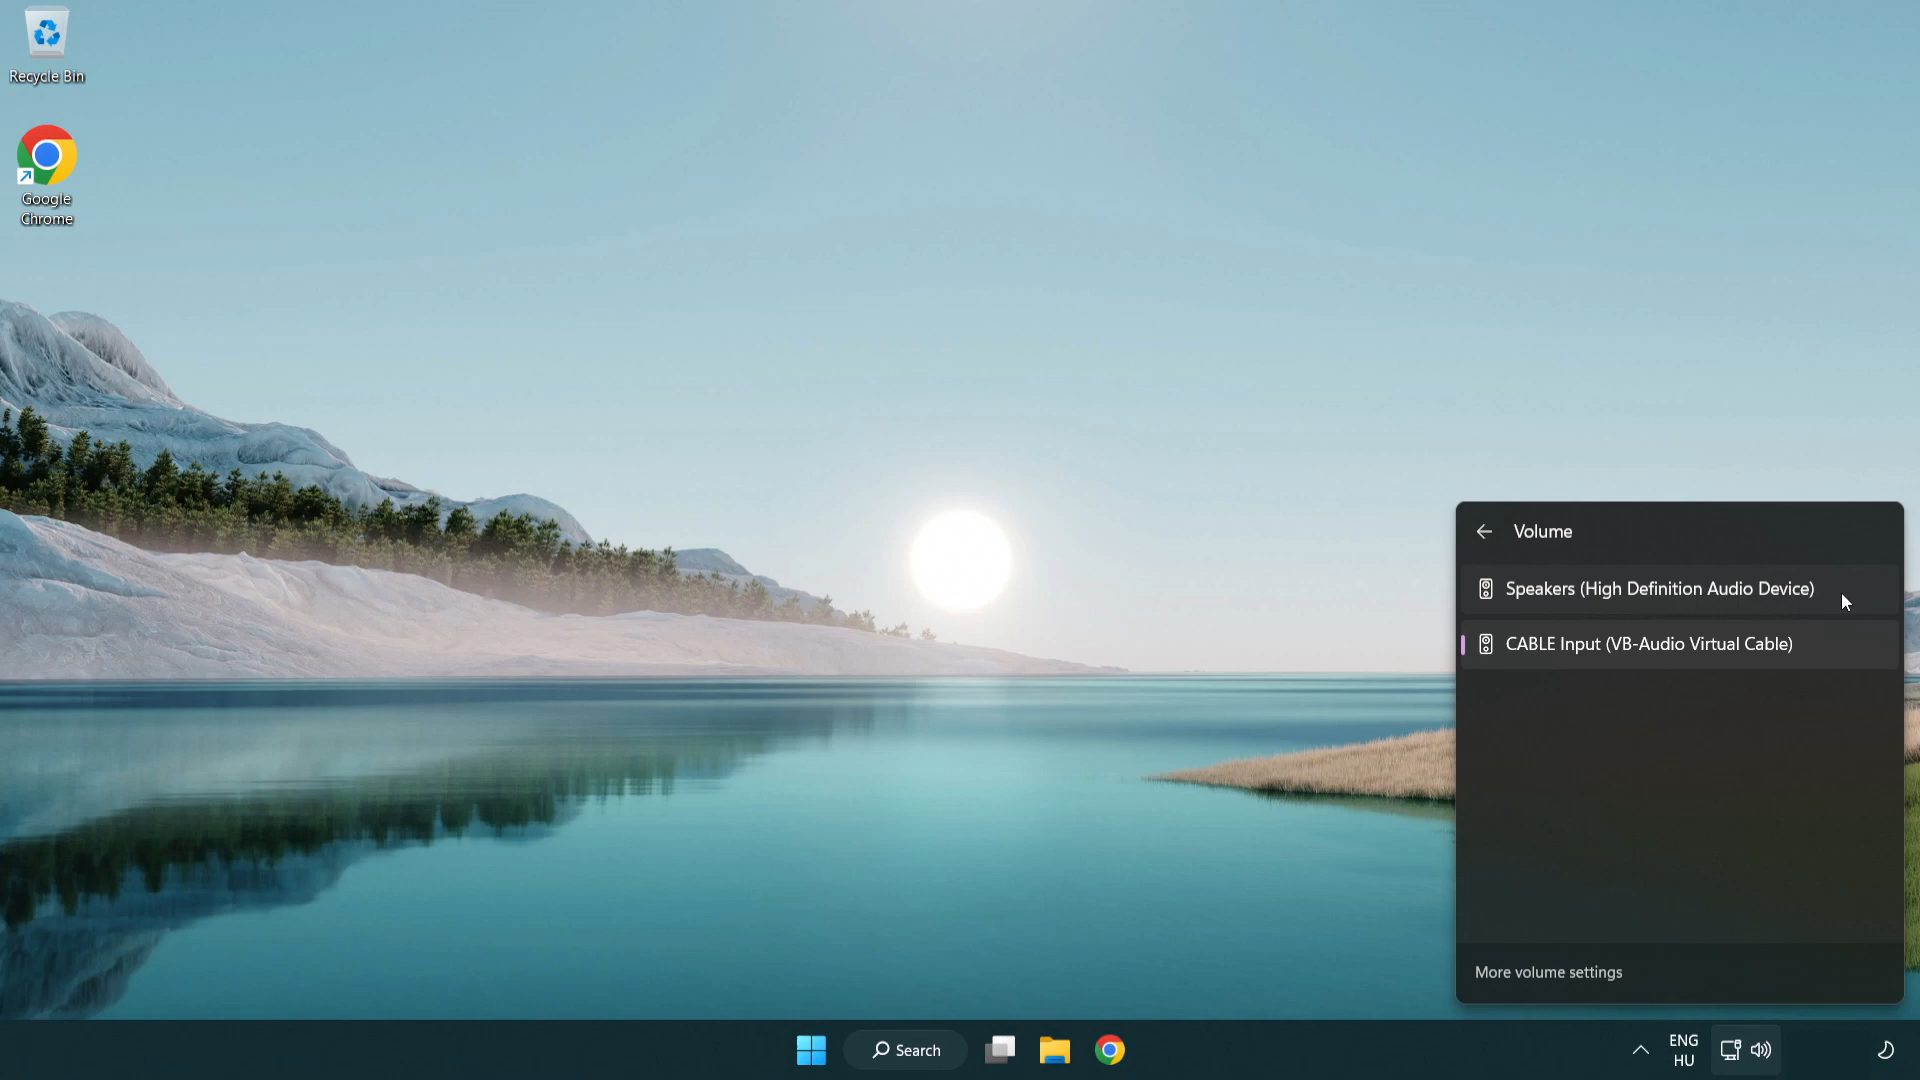 Recycle Bin
Google
Chrome
Volume
Speakers (High Definition Audio Device)
CABLE Input (VB-Audio Virtual Cable)
More volume settings
Search
ENG
HU